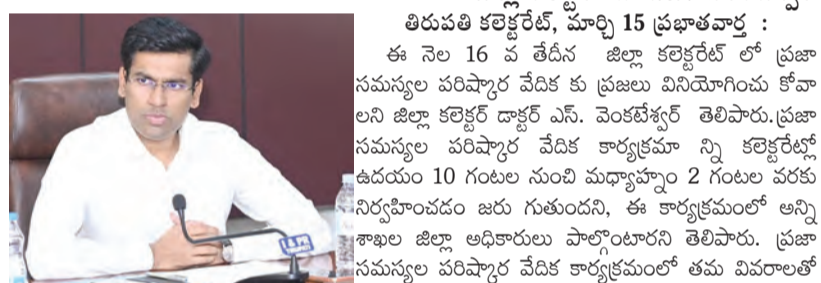 తిరుపతి కలెక్టరేట్, మార్చి 15 ప్రభాతవార్త :
ఈ నెల 16 వ తేదీన జిల్లా కలెక్టరేట్ లో ప్రజా
సమస్యల పరిష్కార వేదిక కు ప్రజలు వినియోగించు కోవా
లని జిల్లా కలెక్టర్ డాక్టర్ ఎస్. వెంకటేశ్వర్ తెలిపారు.ప్రజా
సమస్యల పరిష్కార వేదిక కార్యక్రమా న్ని కలెక్టరేట్లో
ఉదయం 10 గంటల నుంచి మధ్యాహ్నం 2 గంటల వరకు
నిర్వహించడం జరు గుతుందని, ఈ కార్యక్రమంలో అన్ని
శాఖల జిల్లా అధికారులు పాల్గొంటారని తెలిపారు. ప్రజా
సమస్యల పరిష్కార వేదిక కార్యక్రమంలో తమ వివరాలతో